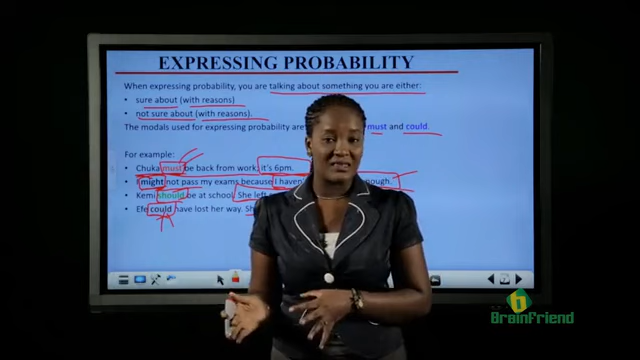 EXPRESSING PROBABILITY
When expressing probability, you are talking about something you are either:
• sure about (with reasons)
• not sure about (with reasons).
The modals used for expressing probability are must and could.
For example:
• Chuka must be back from work, it's 6pm.
• I might not pass my exams because I haven't enough.
• Kemi should be at school. She left
• Efe could have lost her way.
BrainFriend